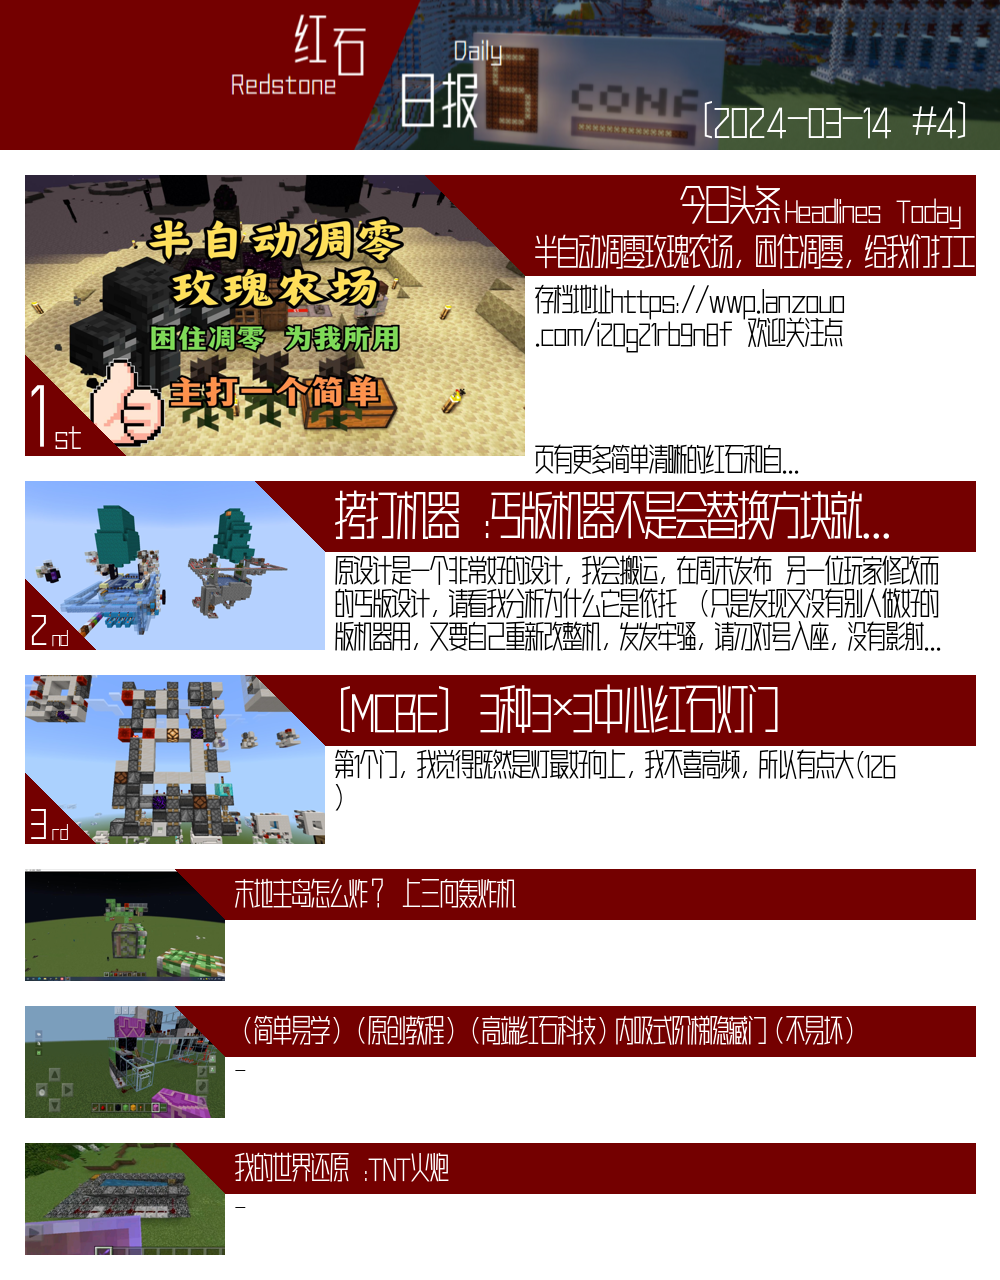 红石
Redstone
Daily
日报
CONF
[2024-03-14 #4]
今日头条Headlines Today
半自动凋零玫瑰农场，困住凋零，给我们打工
半自动凋零
玫瑰农场
困住凋零 为我所用
主打一个简单
1st
存档地址https://wwp.lanzouo
.com/i20g21rb9n8f 欢迎关注点
页有更多简单清晰的红石和自...
拷打机器 :丐版机器不是会替换方块就...
2nd
原设计是一个非常好的设计，我会搬运，在周末发布 另一位玩家修改而
的丐版设计，请看我分析为什么它是依托 （只是发现又没有别人做好的
版机器用，又要自己重新改整机，发发牢骚，请勿对号入座，没有影射...
[MCBE] 3种3×3中心红石灯门
3rd
第1个门，我觉得既然是灯最好向上，我不喜高频，所以有点大(126
)
末地主岛怎么炸？ 上三向轰炸机
（简单易学）（原创教程）（高端红石科技）内吸式阶梯隐藏门（不易坏）
-
我的世界还原 :TNT火炮
-